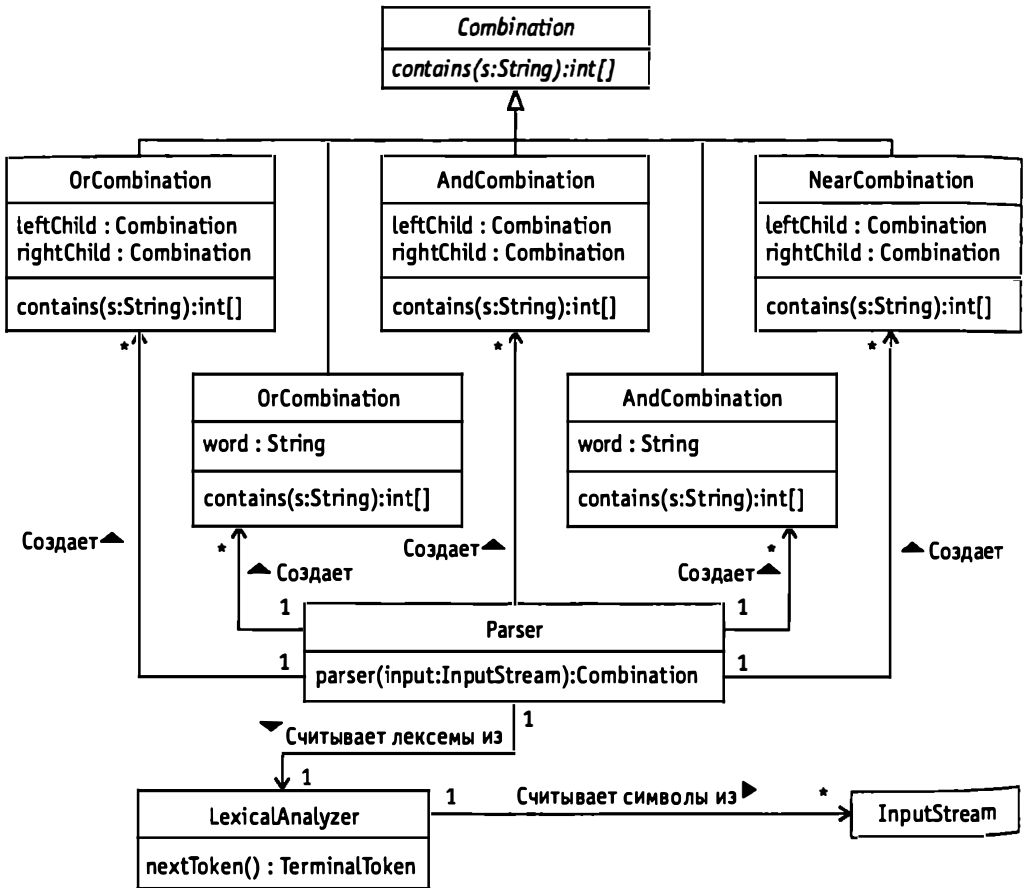 Combination
contains(s:String):int[]
OrCombination
leftChild : Combination
rightChild : Combination
contains(s:String):int[]
AndCombination
leftChild : Combination
rightChild : Combination
contains(s:String):int[]
NearCombination
leftChild : Combination
rightChild : Combination
contains(s:String):int[]
*
*
*
OrCombination
word : String
contains(s:String):int[]
AndCombination
word : String
contains(s:String):int[]
Создает
*
Создает
Создает
*
Создает
Создает
1
1
Parser
parser(input:InputStream):Combination
1
1
1
Считывает лексемы из
1
LexicalAnalyzer
nextToken() : TerminalToken
1
Считывает символы из
*
InputStream